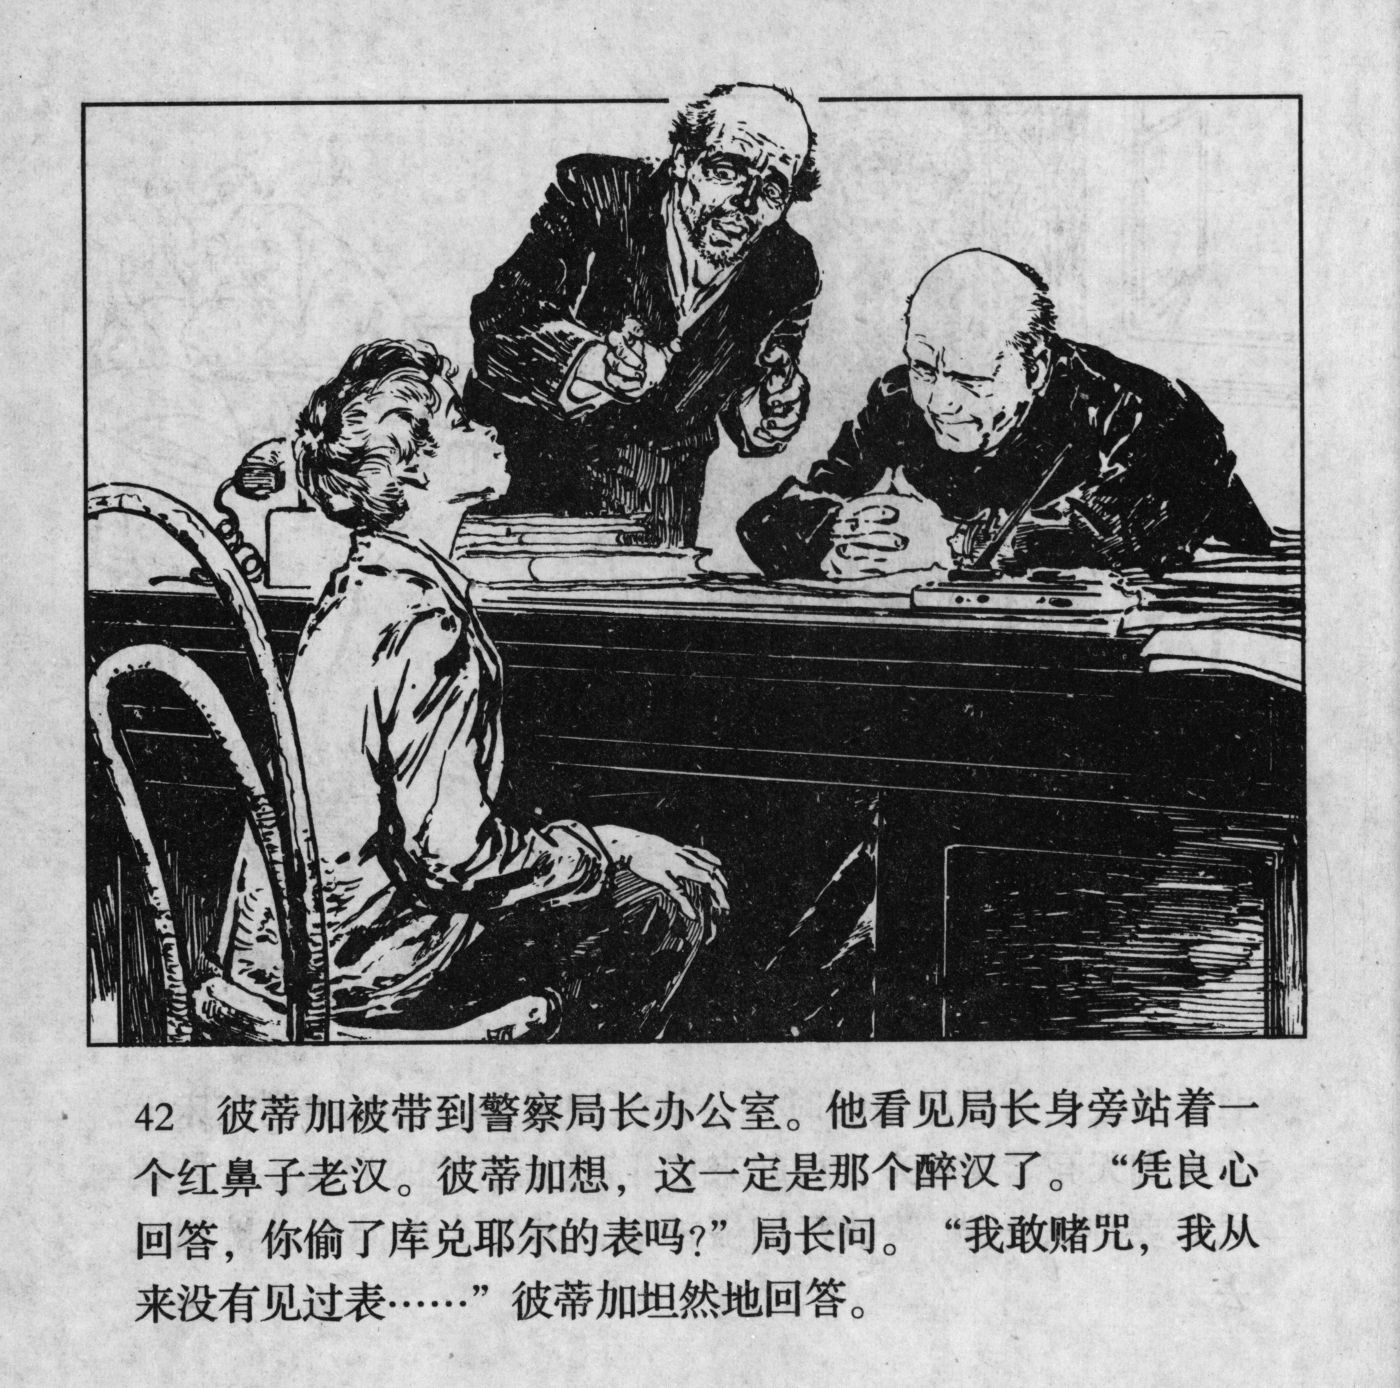 42 彼蒂加被带到警察局长办公室。他看见局长身旁站着一
个红鼻子老汉。彼蒂加想，这一定是那个醉汉了。“凭良心
回答，你偷了库兑耶尔的表吗？”局长问。“我敢赌咒，我从
来没有见过表……”彼蒂加坦然地回答。